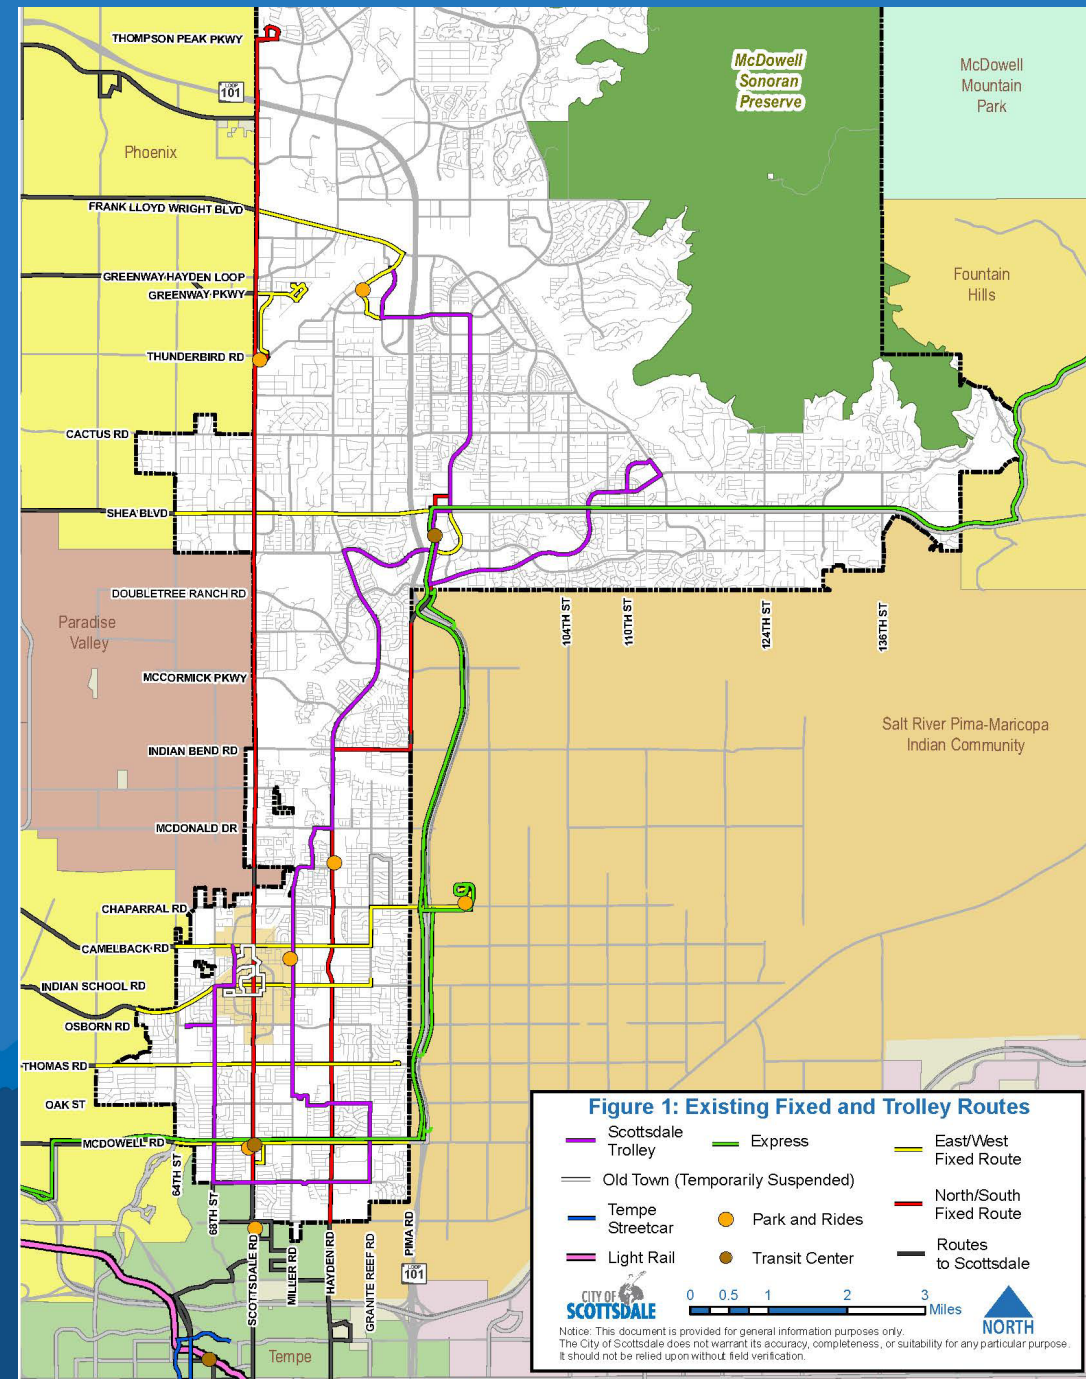 THOMPSON PEAK PKWY
LOOP
101
McDowell
Sonoran
Preserve
McDowell
Mountain
Park
Phoenix
FRANK LLOYD WRIGHT BLVD
GREENWAY-HAYDEN LOOP
GREENWAY PKWY
Fountain
Hills
THUNDERBIRD RD
CACTUS RD
SHEA BLVD
DOUBLETREE RANCH RD
Paradise
Valley
104TH ST
110TH ST
124TH ST
136TH ST
MCCORMICK PKWY
Salt River Pima-Maricopa
Indian Community
INDIAN BEND RD
MCDONALD DR
CHAPARRAL RD
CAMELBACK RD
INDIAN SCHOOL RD
OSBORN RD
THOMAS RD
OAK ST
MCDOWELL RD
64TH ST
68TH ST
SCOTTSDALE RD
MILLER RD
HAYDEN RD
GRANITE REEF RD
PIMA RD
LOOP
101
Tempe
Figure 1: Existing Fixed and Trolley Routes
Scottsdale
Trolley
Express
East/West
Fixed Route
Old Town (Temporarily Suspended)
Tempe
Streetcar
Park and Rides
North/South
Fixed Route
Light Rail
Transit Center
Routes
to Scottsdale
CITY OF
SCOTTSDALE
0 0.5 1 2 3
Miles
NORTH
Notice: This document is provided for general information purposes only.
The City of Scottsdale does not warrant its accuracy, completeness, or suitability for any particular purpose.
It should not be relied upon without field verification.